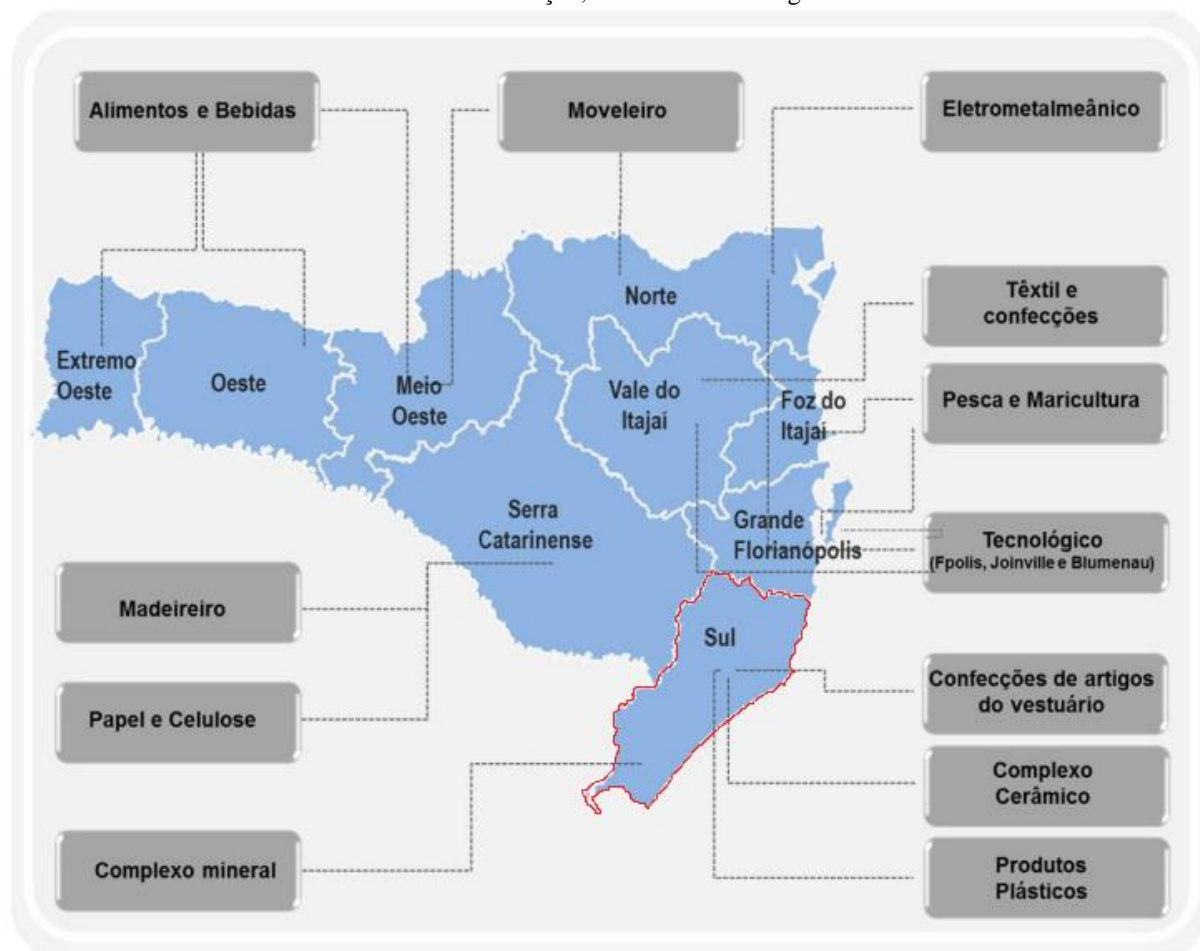 Alimentos e Bebidas
Moveleiro
Eletrometalmeânico
Têxtil e
confecções
Norte
Extremo
Oeste
Oeste
Meio
Oeste
Vale do
Itajaí
Foz do
Itajaí
Pesca e Maricultura
Serra
Catarinense
Grande
Florianópolis
Tecnológico
(Fpolis, Joinville e Blumenau)
Madeireiro
Sul
Confecções de artigos
do vestuário
Papel e Celulose
Complexo
Cerâmico
Complexo mineral
Produtos
Plásticos